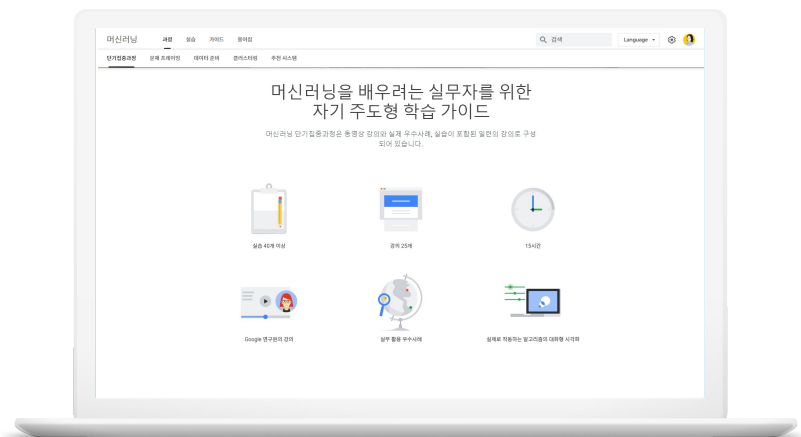 머신러닝 과정 실습 가이드 용어집 검색 Language
단기집중과정 문제 프레이밍 데이터 준비 클러스터링 추천 시스템
머신러닝을 배우려는 실무자를 위한
자기 주도형 학습 가이드
머신러닝 단기집중과정은 동영상 강의와 실제 우수사례, 실습이 포함된 일련의 강의로 구성
되어 있습니다.
실습 40개 이상 강의 25개 15시간
Google 연구원의 강의 실무 활용 우수사례 실제로 작동하는 알고리즘의 대화형 시각화